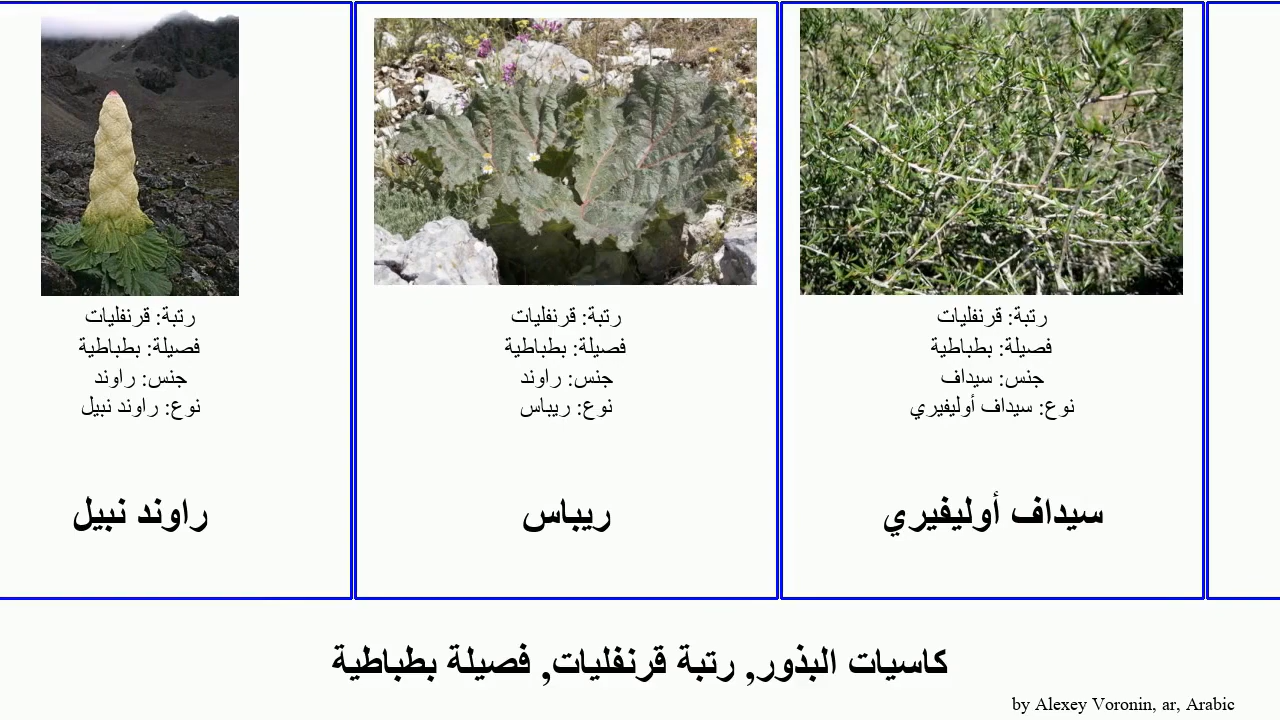 رتبة: قرنفليات
فصيلة: بطباطية
جنس: راوند
نوع: راوند نبيل
راوند نبيل
رتبة: قرنفليات
فصيلة: بطباطية
جنس: راوند
نوع: ريباس
ريباس
رتبة: قرنفليات
فصيلة: بطباطية
جنس: سيداف
نوع: سيداف أوليفيري
سيداف أوليفيري
كاسيات البذور, رتبة قرنفليات, فصيلة بطباطية
by Alexey Voronin, ar, Arabic